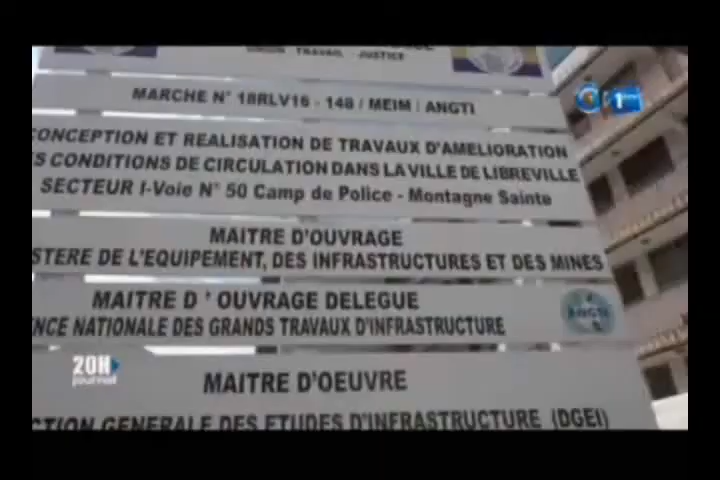 UNION TRAVAIL - JUSTICE
MARCHE N° 18RLV16 - 148 / MEIM / ANGTI
CONCEPTION ET REALISATION DE TRAVAUX D'AMELIORATION
S CONDITIONS DE CIRCULATION DANS LA VILLE DE LIBREVILLE
SECTEUR I-Voie N° 50 Camp de Police - Montagne Sainte
MAITRE D'OUVRAGE
STERE DE L'EQUIPEMENT, DES INFRASTRUCTURES ET DES MINES
MAITRE D ' OUVRAGE DELEGUE
NCE NATIONALE DES GRANDS TRAVAUX D'INFRASTRUCTURE
ANGTI
MAITRE D'OEUVRE
CTION GENERALE DES ETUDES D'INFRASTRUCTURE (DGEI)
20H
journal